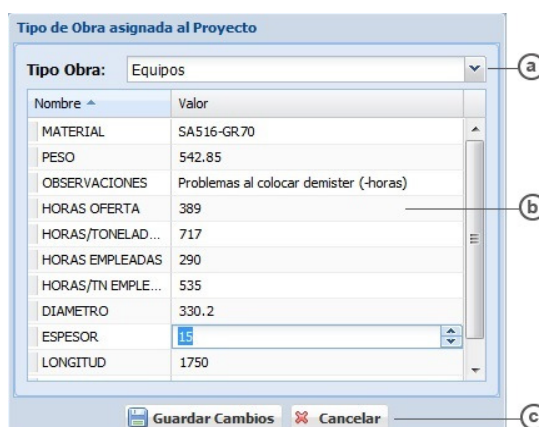 Tipo de Obra asignada al Proyecto
Tipo Obra: Equipos
a
Nombre Valor
MATERIAL SA516-GR70
PESO 542.85
OBSERVACIONES Problemas al colocar demister (-horas)
HORAS OFERTA 389
b
HORAS/TONELAD... 717
HORAS EMPLEADAS 290
HORAS/TN EMPLE... 535
DIAMETRO 330.2
ESPESOR 15
LONGITUD 1750
Guardar Cambios Cancelar
c